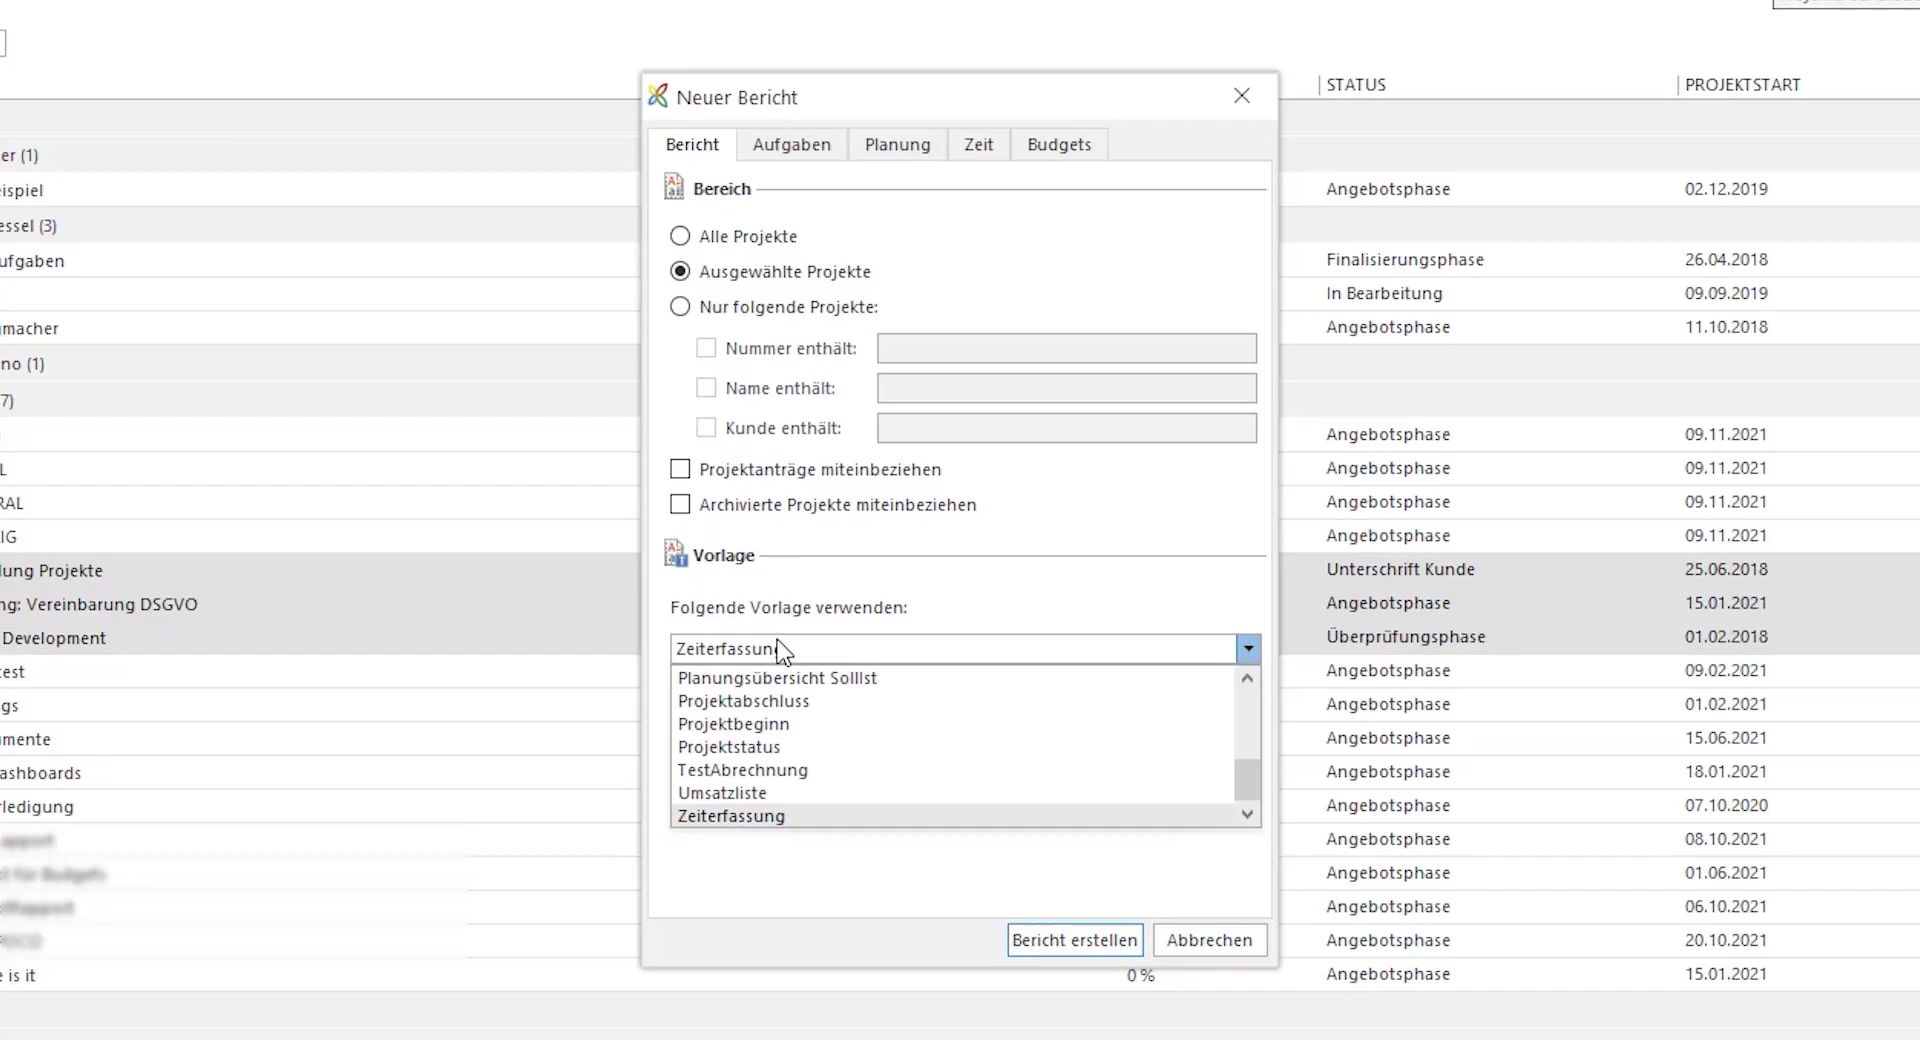 STATUS
PROJEKTSTART
Neuer Bericht
Bericht
Aufgaben
Planung
Zeit
Budgets
Bereich
Alle Projekte
Ausgewählte Projekte
Nur folgende Projekte:
Nummer enthält:
Name enthält:
Kunde enthält:
Projektanträge miteinbeziehen
Archivierte Projekte miteinbeziehen
Vorlage
Folgende Vorlage verwenden:
Zeiterfassung
Planungsübersicht SollIst
Projektabschluss
Projektbeginn
Projektstatus
TestAbrechnung
Umsatzliste
Zeiterfassung
Bericht erstellen
Abbrechen
er (1)
eispiel
Angebotsphase 02.12.2019
essel (3)
ufgaben
Finalisierungsphase 26.04.2018
In Bearbeitung 09.09.2019
macher
Angebotsphase 11.10.2018
no (1)
7)
Angebotsphase 09.11.2021
L
Angebotsphase 09.11.2021
RAL
Angebotsphase 09.11.2021
IG
Angebotsphase 09.11.2021
lung Projekte
Unterschrift Kunde 25.06.2018
ng: Vereinbarung DSGVO
Angebotsphase 15.01.2021
Development
Überprüfungsphase 01.02.2018
test
Angebotsphase 09.02.2021
gs
Angebotsphase 01.02.2021
umente
Angebotsphase 15.06.2021
ashboards
Angebotsphase 18.01.2021
rledigung
Angebotsphase 07.10.2020
Angebotsphase 08.10.2021
Angebotsphase 01.06.2021
Angebotsphase 06.10.2021
Angebotsphase 20.10.2021
e is it
0 %
Angebotsphase 15.01.2021